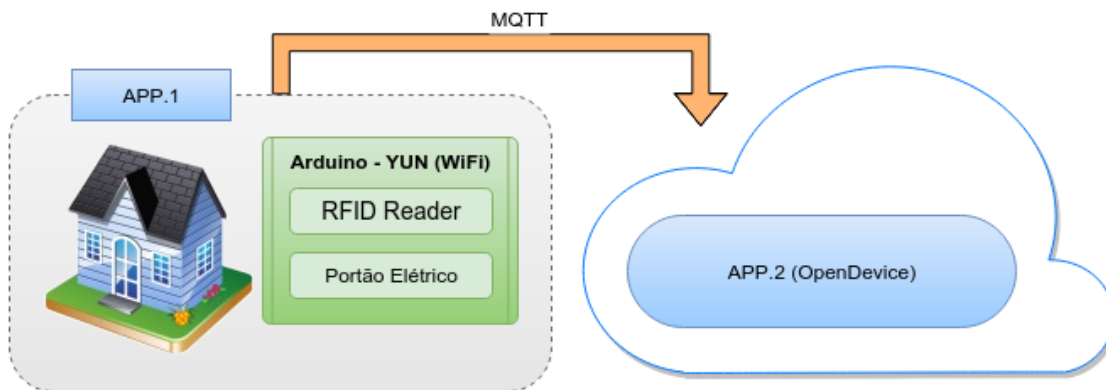 MQTT
APP.1
Arduino - YUN (WiFi)
RFID Reader
Portão Elétrico
APP.2 (OpenDevice)